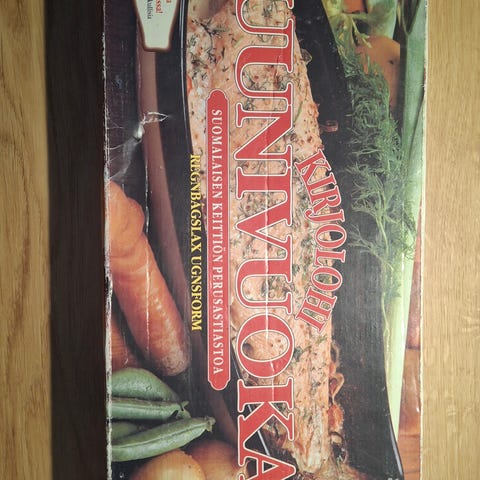 KIRJOLOHI
UUNIVUOKA
SUOMALAISEN KEITTIÖN PERUSASTIASTOA
REGNBÅGSLAX UGNSFORM